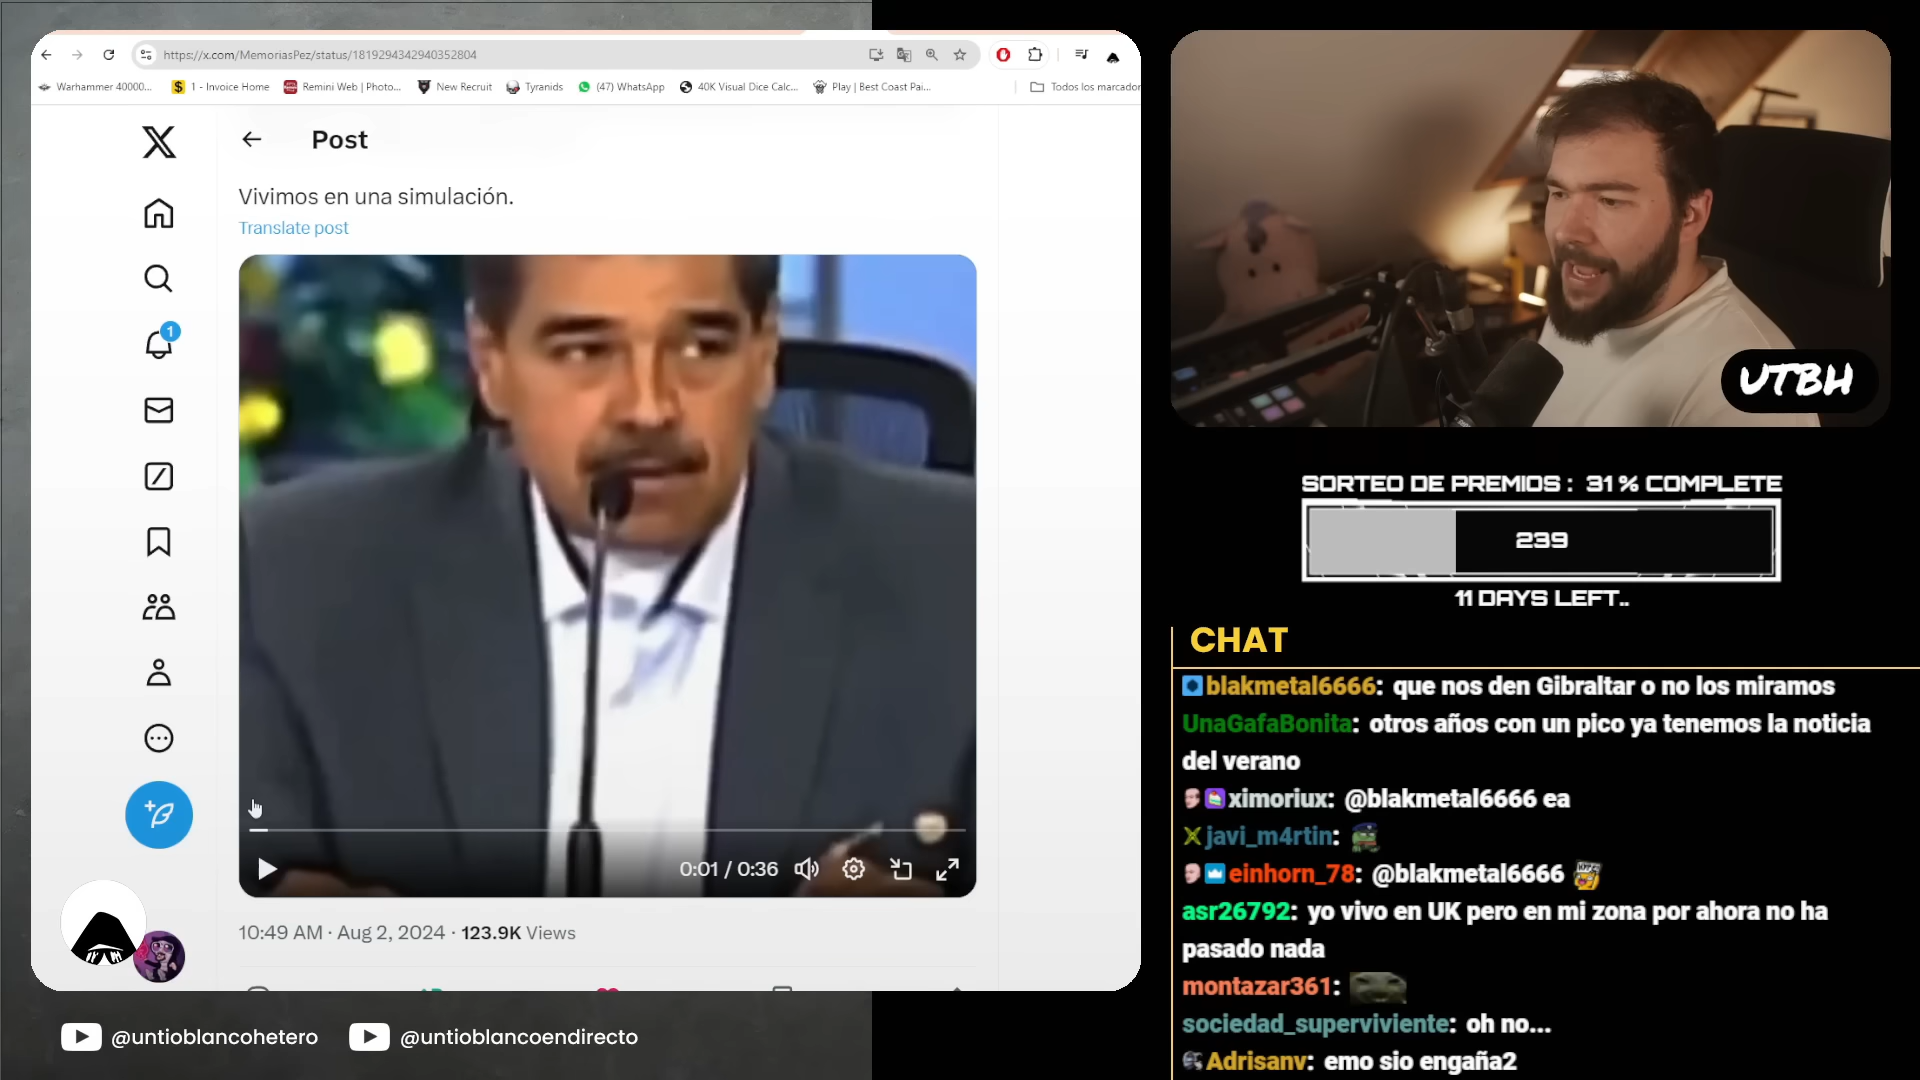 https://x.com/MemoriasPez/status/1819294342940352804
Warhammer 40000...
1 - Invoice Home
Remini Web | Photo...
New Recruit
Tyranids
(47) WhatsApp
40K Visual Dice Calc...
Play | Best Coast Pai...
Todos los marcador
Post
Vivimos en una simulación.
Translate post
1
0:01 / 0:36
10:49 AM · Aug 2, 2024 · 123.9K Views
@untioblancohetero
@untioblancoendirecto
UTBH
SORTEO DE PREMIOS : 31% COMPLETE
239
11 DAYS LEFT..
CHAT
blakmetal6666: que nos den Gibraltar o no los miramos
UnaGafaBonita: otros años con un pico ya tenemos la noticia
del verano
ximoriux: @blakmetal6666 ea
javi_m4rtin:
einhorn_78: @blakmetal6666
asr26792: yo vivo en UK pero en mi zona por ahora no ha
pasado nada
montazar361:
sociedad_superviviente: oh no...
Adrisanv: emo sio engaña2